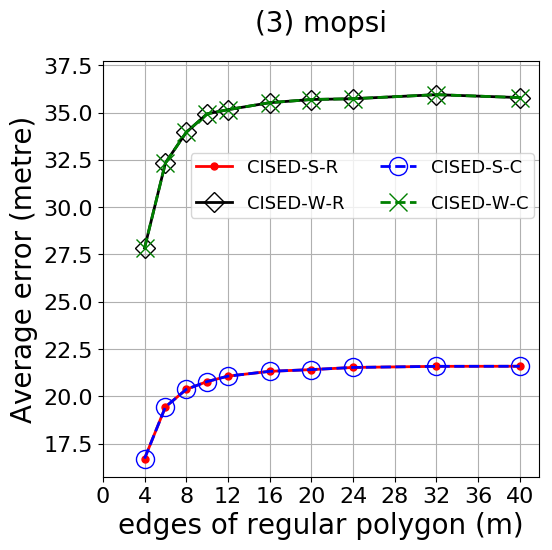 (3) mopsi
Average error (metre)
37.5
35.0
32.5
30.0
27.5
25.0
22.5
20.0
17.5
CISED-S-R CISED-S-C
CISED-W-R CISED-W-C
0 4 8 12 16 20 24 28 32 36 40
edges of regular polygon (m)